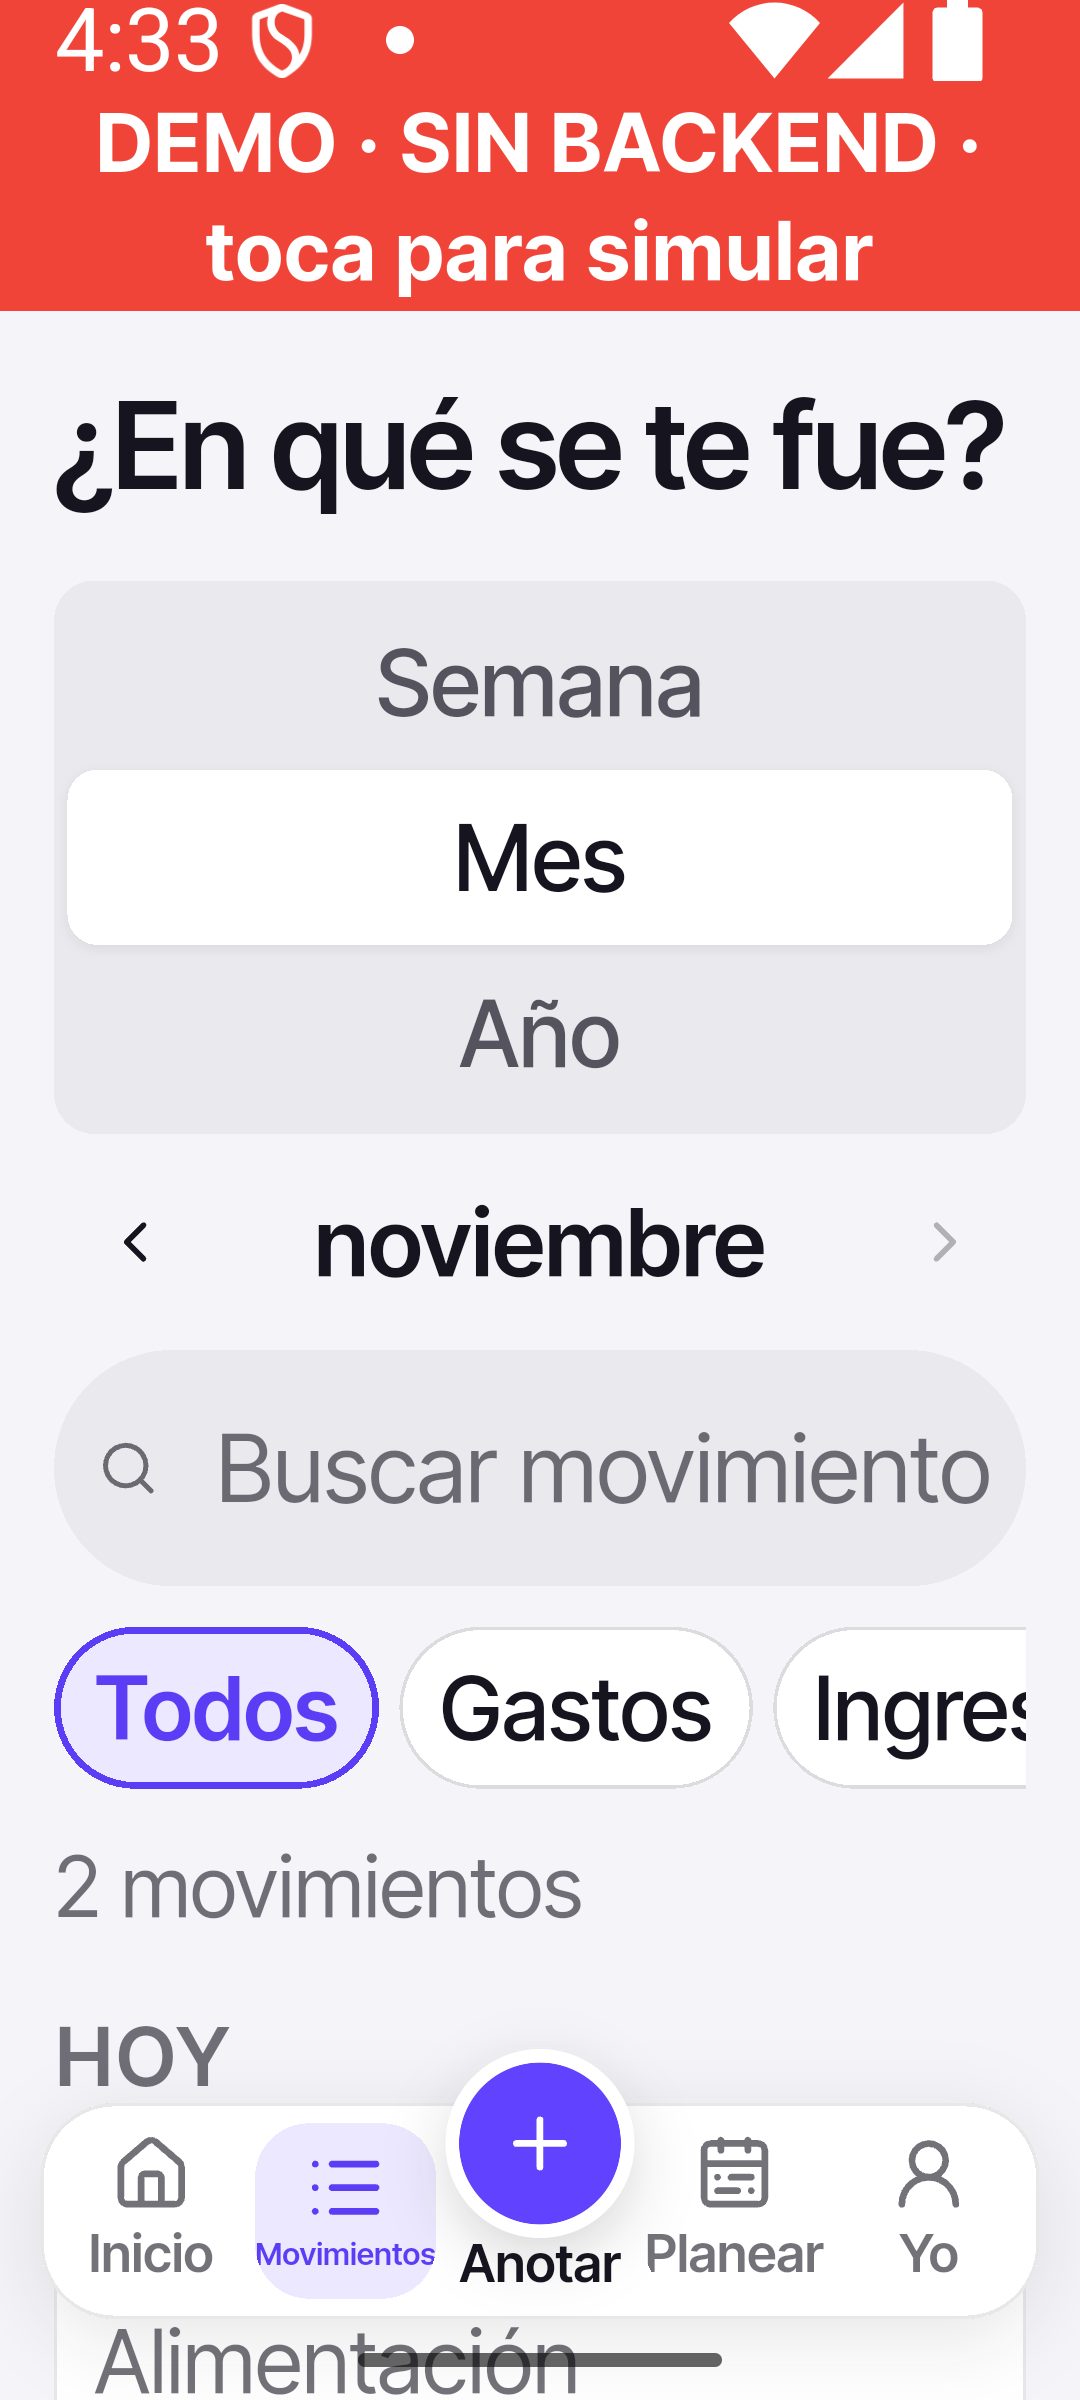 4:33
DEMO · SIN BACKEND ·
toca para simular
¿En qué se te fue?
Semana
Mes
Año
noviembre
Buscar movimiento
Todos
Gastos
2 movimientos
HOY
Inicio
Movimientos
Anotar
Planear
Yo
Alimentación